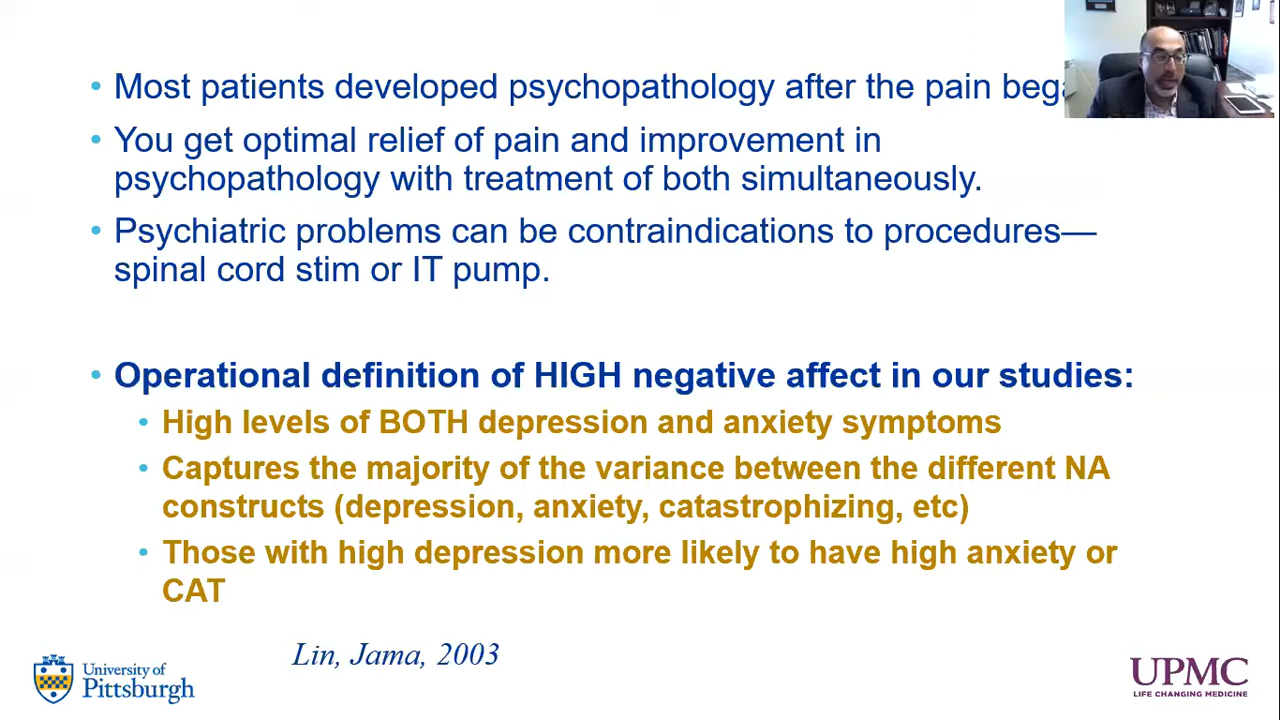 • Most patients developed psychopathology after the pain bega
• You get optimal relief of pain and improvement in
psychopathology with treatment of both simultaneously.
• Psychiatric problems can be contraindications to procedures—
spinal cord stim or IT pump.
• Operational definition of HIGH negative affect in our studies:
• High levels of BOTH depression and anxiety symptoms
• Captures the majority of the variance between the different NA
constructs (depression, anxiety, catastrophizing, etc)
• Those with high depression more likely to have high anxiety or
CAT
Lin, Jama, 2003
University of
Pittsburgh
UPMC
LIFE CHANGING MEDICINE